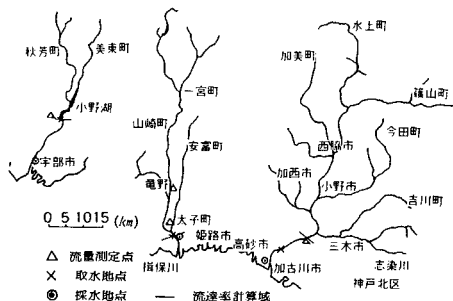 秋芳町
美東町
小野湖
宇部市
一宮町
山崎町
安富町
竜野
太子町
姫路市
揖保川
水上町
加美町
篠山町
今田町
西脇市
加西市
小野市
吉川町
三木市
志染川
神戸北区
高砂市
加古川市
0 5 10 15 (km)
△ 流量測定点
× 取水地点
◎ 採水地点
— 流達率計算域